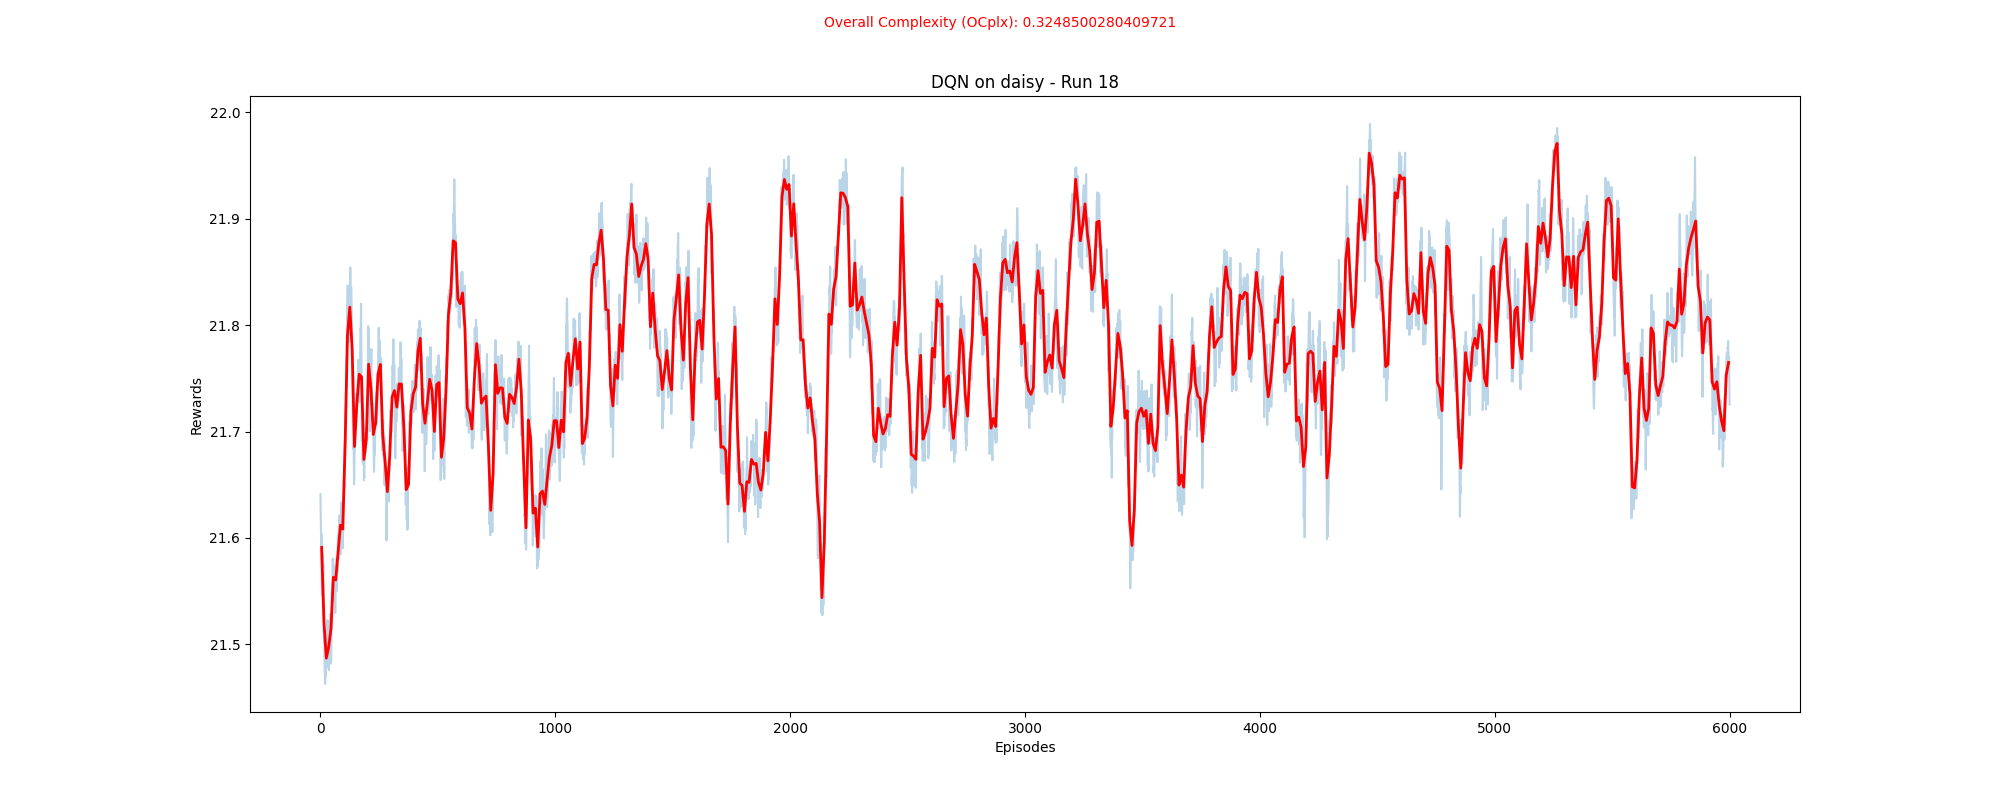 Overall Complexity (OCplx): 0.3248500280409721
DQN on daisy - Run 18
22.0
21.9
21.8
21.7
21.6
21.5
Rewards
0 1000 2000 3000 4000 5000 6000
Episodes